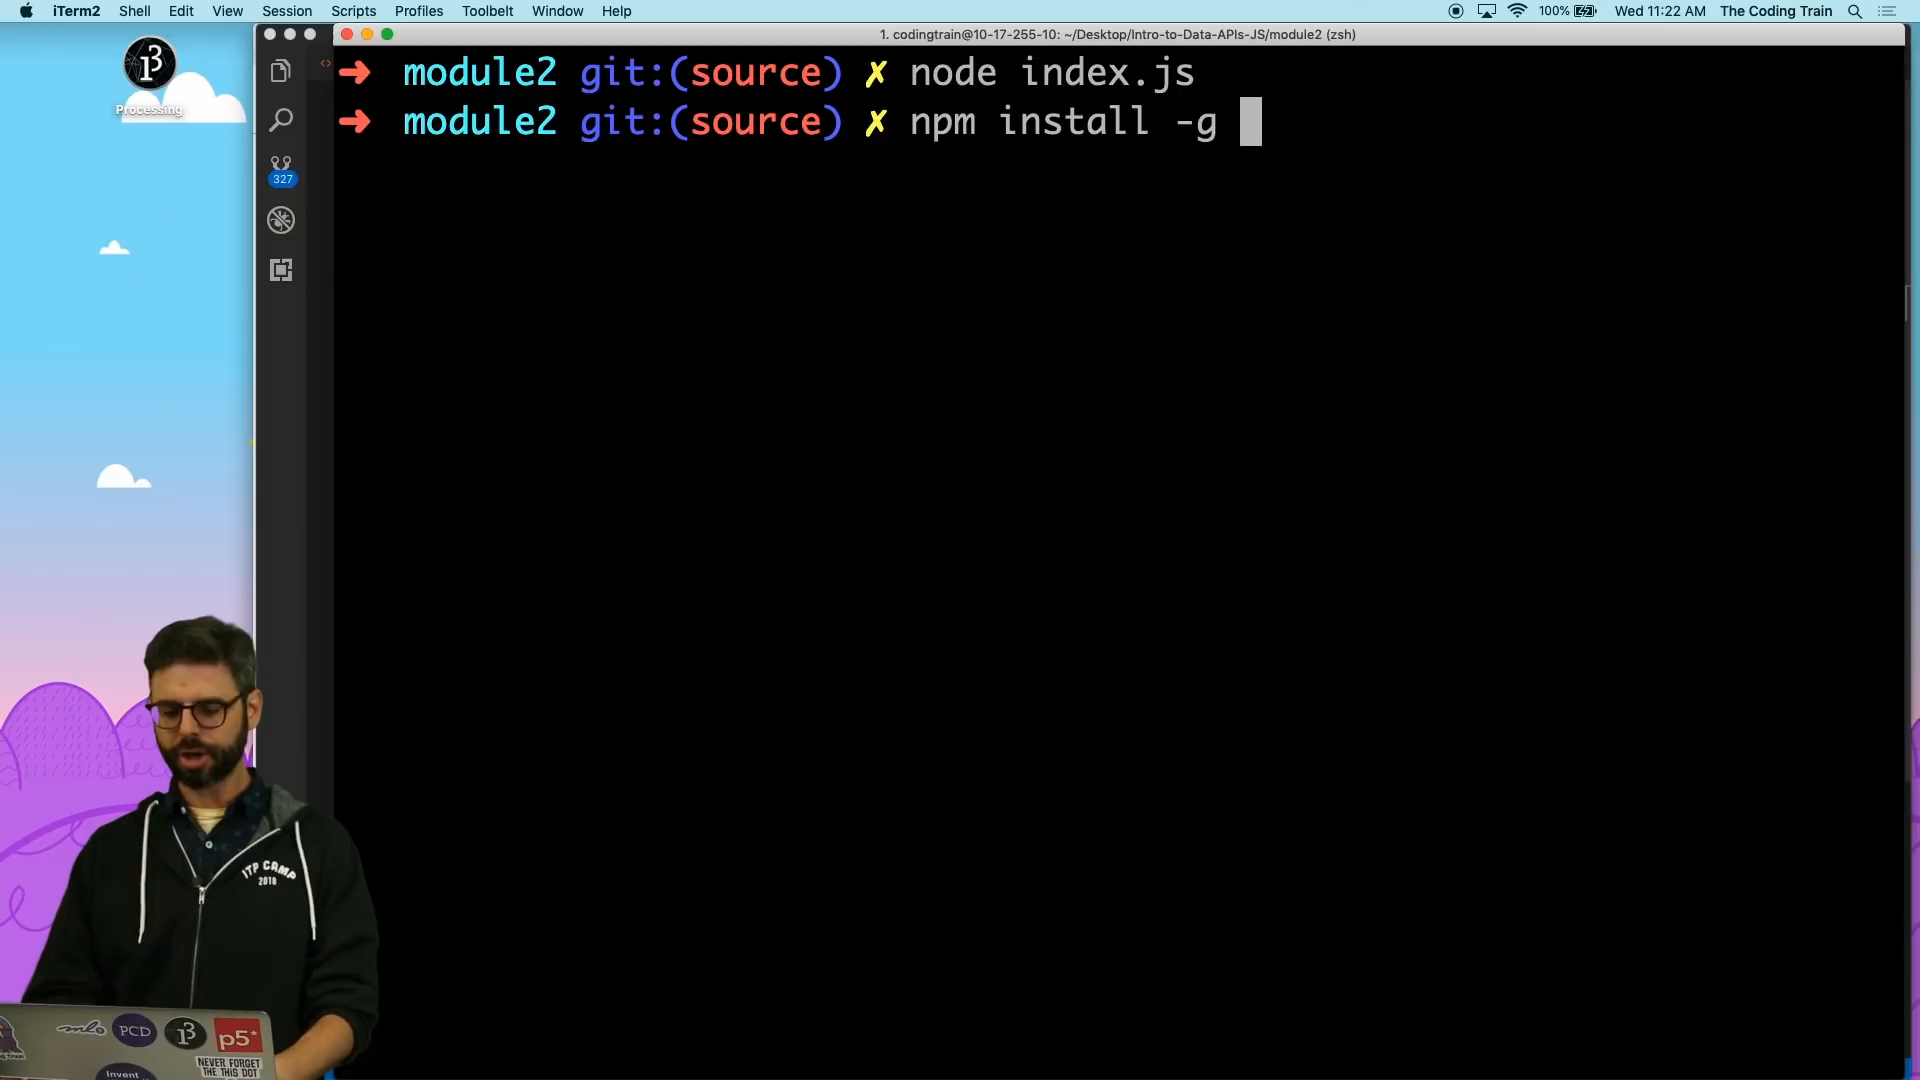 iTerm2 Shell Edit View Session Scripts Profiles Toolbelt Window Help 100% Wed 11:22 AM The Coding Train
1. codingtrain@10-17-255-10: ~/Desktop/Intro-to-Data-APIs-JS/module2 (zsh)
➜ module2 git:(source) ✗ node index.js
➜ module2 git:(source) ✗ npm install -g
Processing
327
ITP CAMP
2018
mlo PCD p5*
NEVER FORGET
THE THIS DOT
Invent